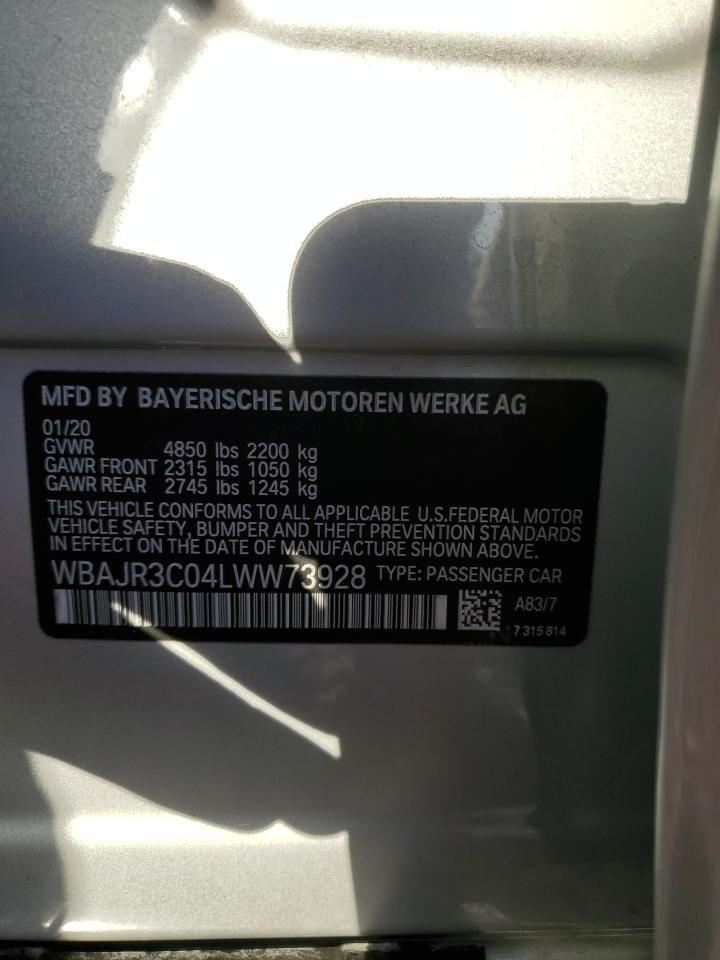 MFD BY BAYERISCHE MOTOREN WERKE AG
01/20
GVWR 4850 lbs 2200 kg
GAWR FRONT 2315 lbs 1050 kg
GAWR REAR 2745 lbs 1245 kg
THIS VEHICLE CONFORMS TO ALL APPLICABLE U.S.FEDERAL MOTOR
VEHICLE SAFETY, BUMPER AND THEFT PREVENTION STANDARDS
IN EFFECT ON THE DATE OF MANUFACTURE SHOWN ABOVE.
WBAJR3C04LWW73928 TYPE: PASSENGER CAR
A83/7
7 315 814